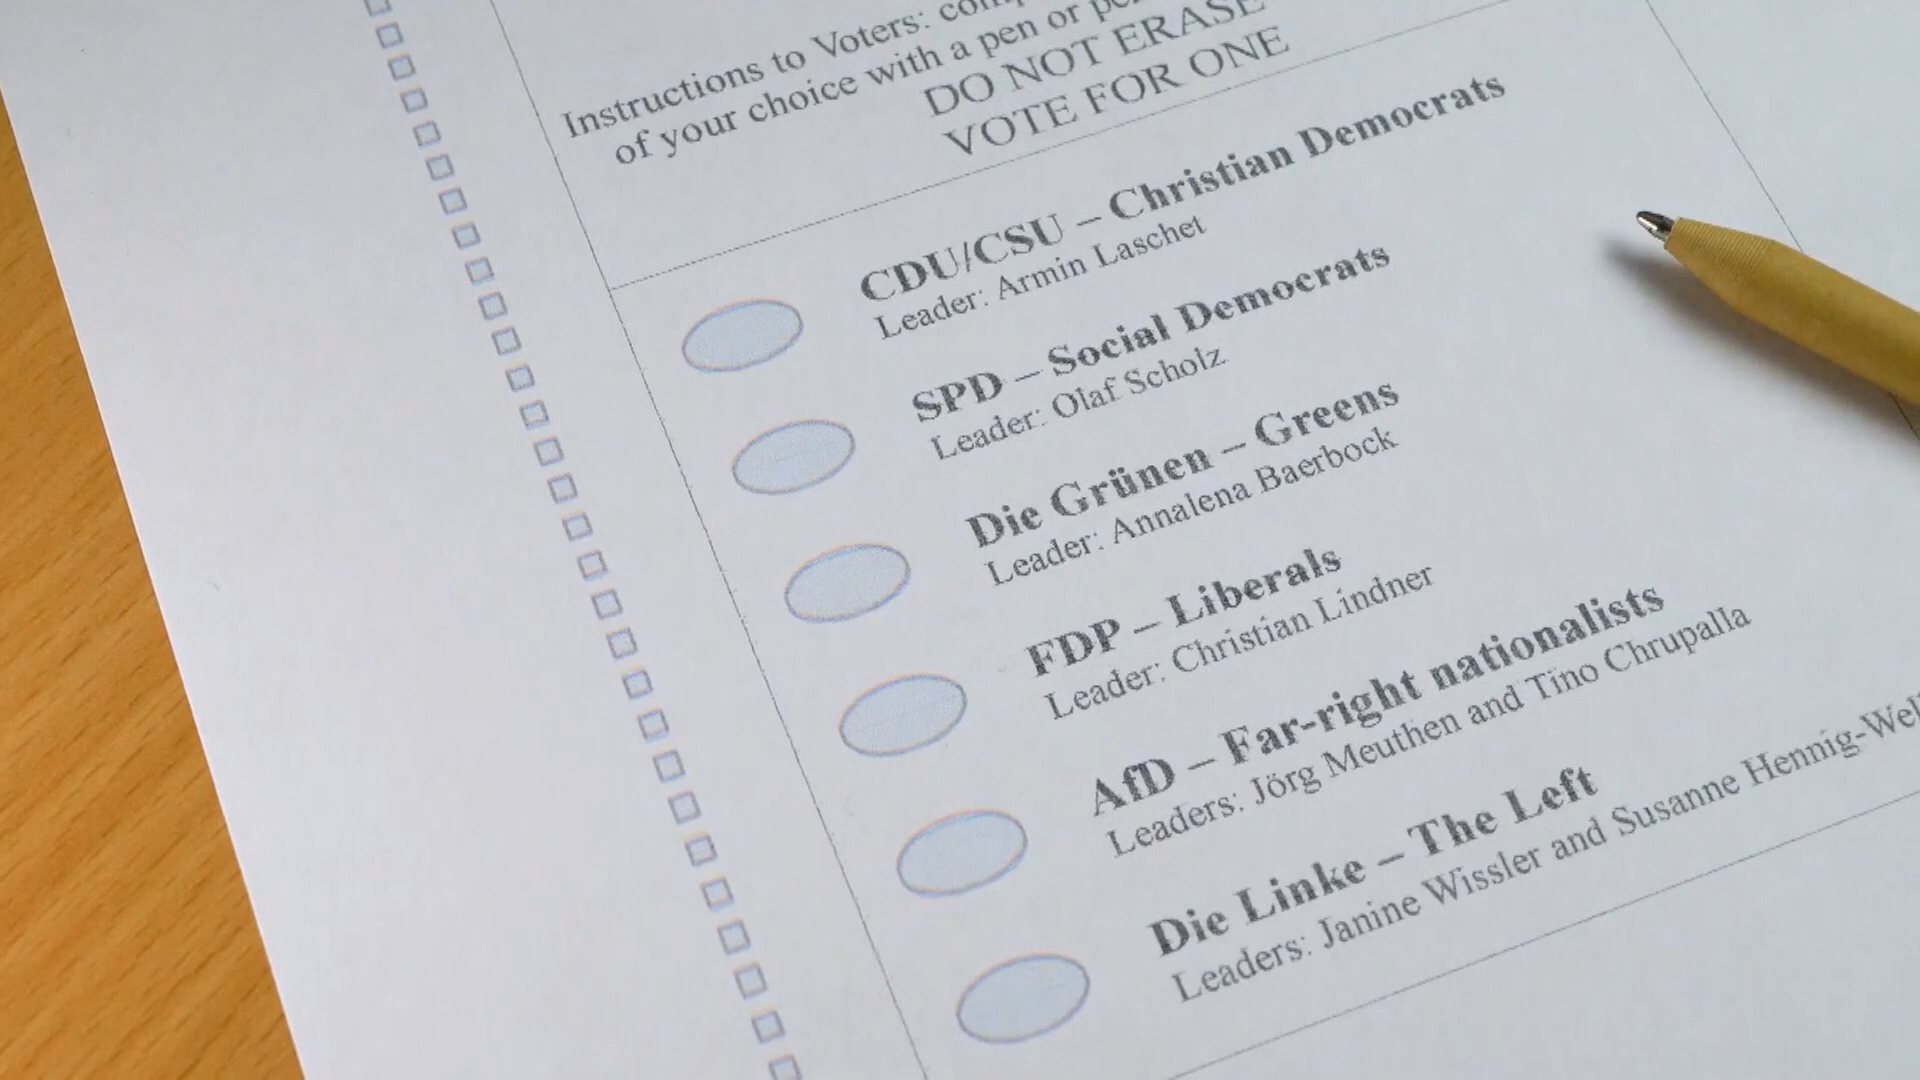 Instructions to Voters:
of your choice with a pen or
DO NOT ERASE
VOTE FOR ONE
CDU/CSU – Christian Democrats
Leader: Armin Laschet
SPD – Social Democrats
Leader: Olaf Scholz
Die Grünen – Greens
Leader: Annalena Baerbock
FDP – Liberals
Leader: Christian Lindner
AfD – Far-right nationalists
Leaders: Jörg Meuthen and Tino Chrupalla
Die Linke – The Left
Leaders: Janine Wissler and Susanne